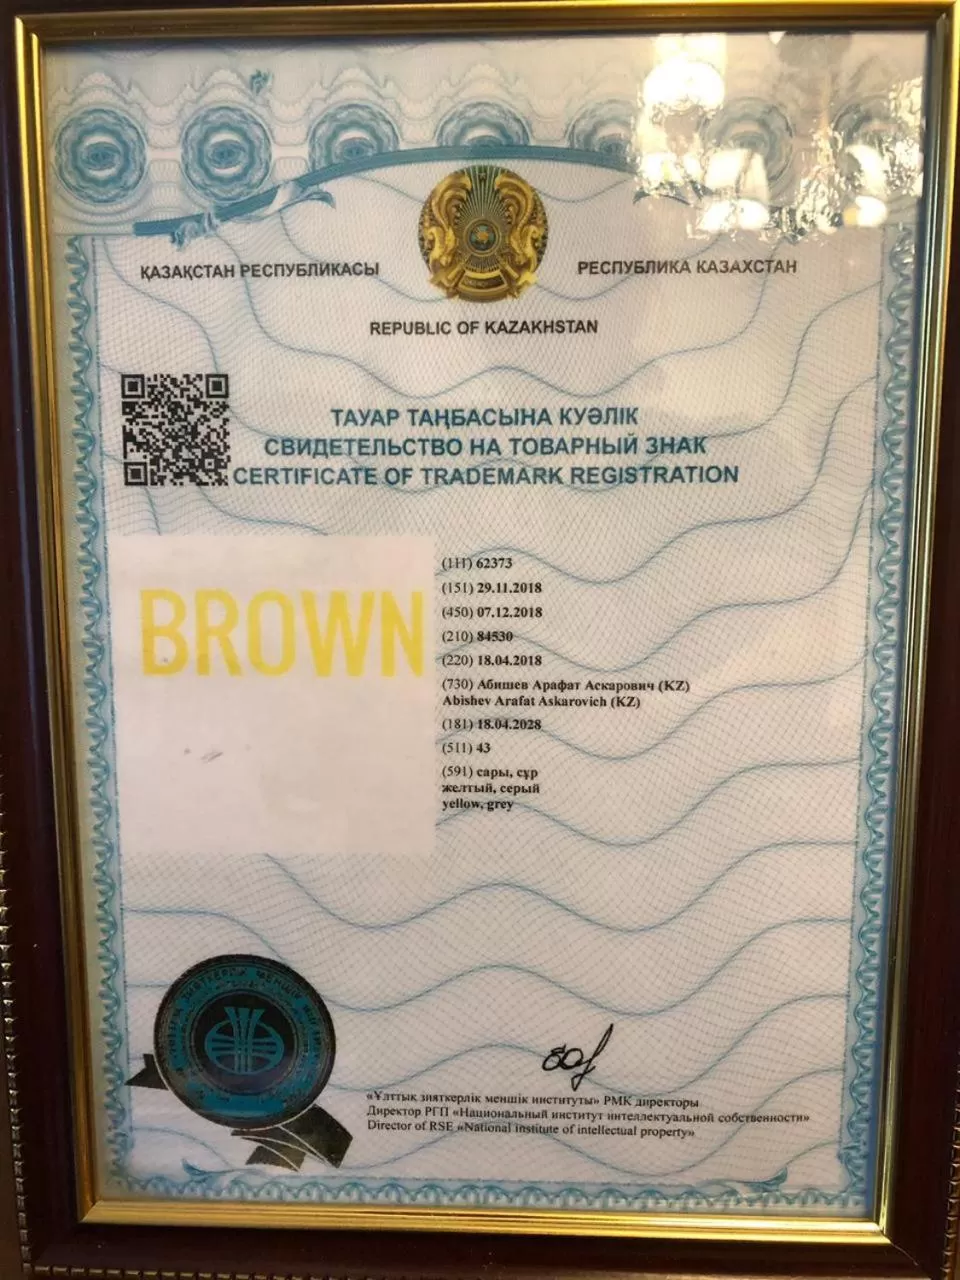 ҚАЗАҚСТАН РЕСПУБЛИКАСЫ
РЕСПУБЛИКА КАЗАХСТАН
REPUBLIC OF KAZAKHSTAN
ТАУАР ТАҢБАСЫНА КУӘЛІК
СВИДЕТЕЛЬСТВО НА ТОВАРНЫЙ ЗНАК
CERTIFICATE OF TRADEMARK REGISTRATION
BROWN
(111) 62373
(151) 29.11.2018
(450) 07.12.2018
(210) 84530
(220) 18.04.2018
(730) Абишев Арафат Аскарович (KZ)
Abishev Arafat Askarovich (KZ)
(181) 18.04.2028
(511) 43
(591) сары, сұр
желтый, серый
yellow, grey
«Ұлттық зияткерлік меншік институты» РМК директоры
Директор РГП «Национальный институт интеллектуальной собственности»
Director of RSE «National institute of intellectual property»
ЗИЯТКЕРЛІК МЕНШІК